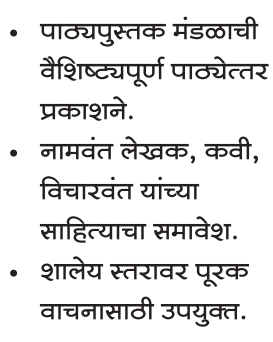 • पाठ्यपुस्तक मंडळाची
वैशिष्ट्यपूर्ण पाठ्येत्तर
प्रकाशने.
• नामवंत लेखक, कवी,
विचारवंत यांच्या
साहित्याचा समावेश.
• शालेय स्तरावर पूरक
वाचनासाठी उपयुक्त.